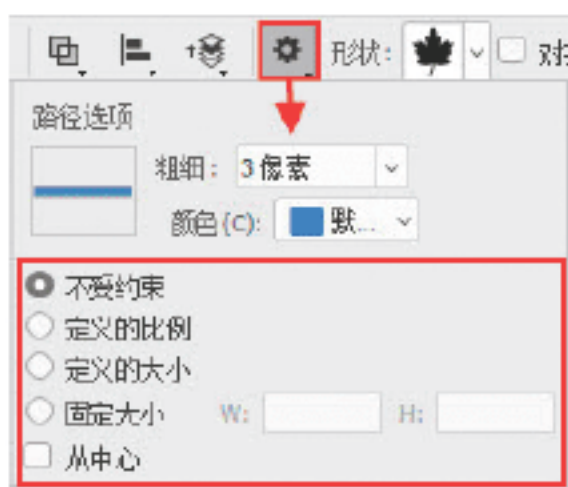 形状:
路径选项
粗细: 3 像素
颜色(C): 默...
不受约束
定义的比例
定义的大小
固定大小 W: H:
从中心